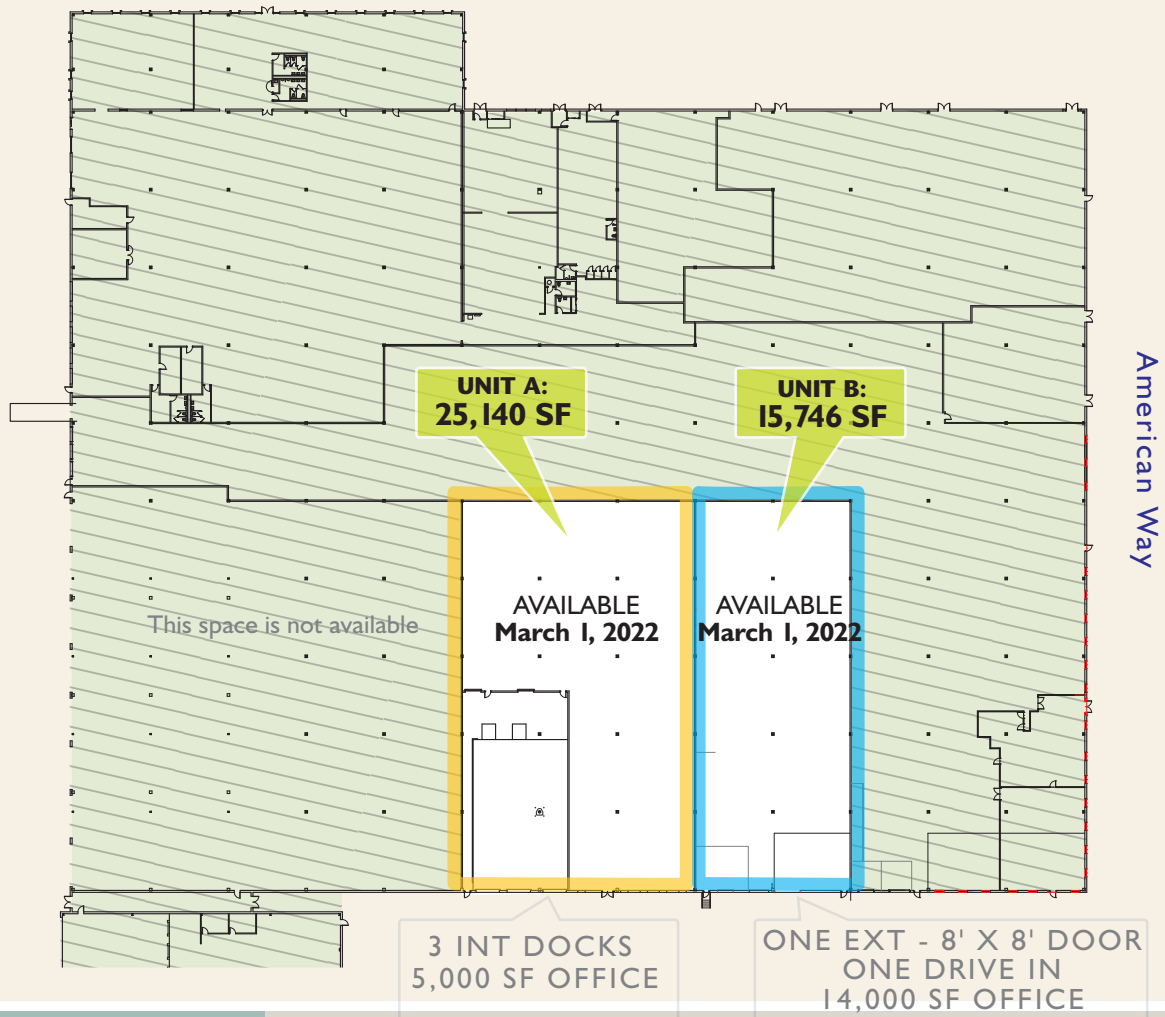 UNIT A:
25,140 SF
UNIT B:
15,746 SF
American Way
This space is not available
AVAILABLE
March 1, 2022
AVAILABLE
March 1, 2022
3 INT DOCKS
5,000 SF OFFICE
ONE EXT - 8' X 8' DOOR
ONE DRIVE IN
14,000 SF OFFICE